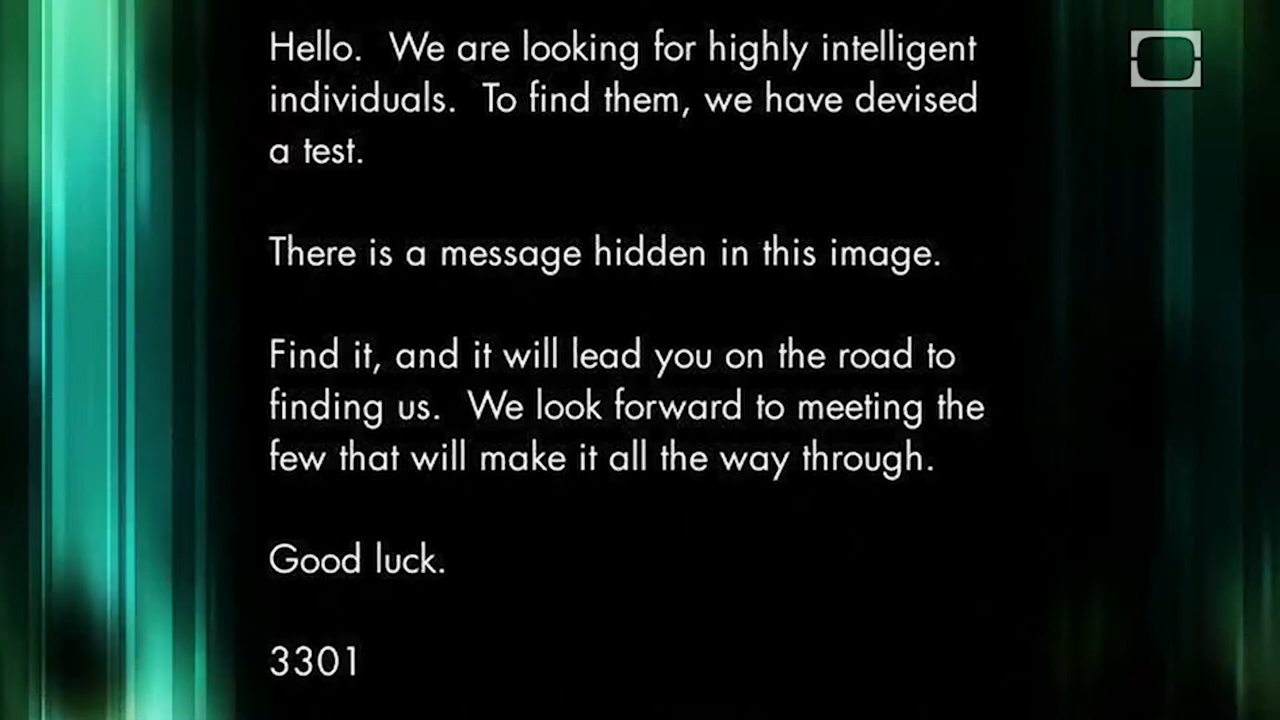 Hello.  We are looking for highly intelligent
individuals.  To find them, we have devised
a test.
There is a message hidden in this image.
Find it, and it will lead you on the road to
finding us.  We look forward to meeting the
few that will make it all the way through.
Good luck.
3301